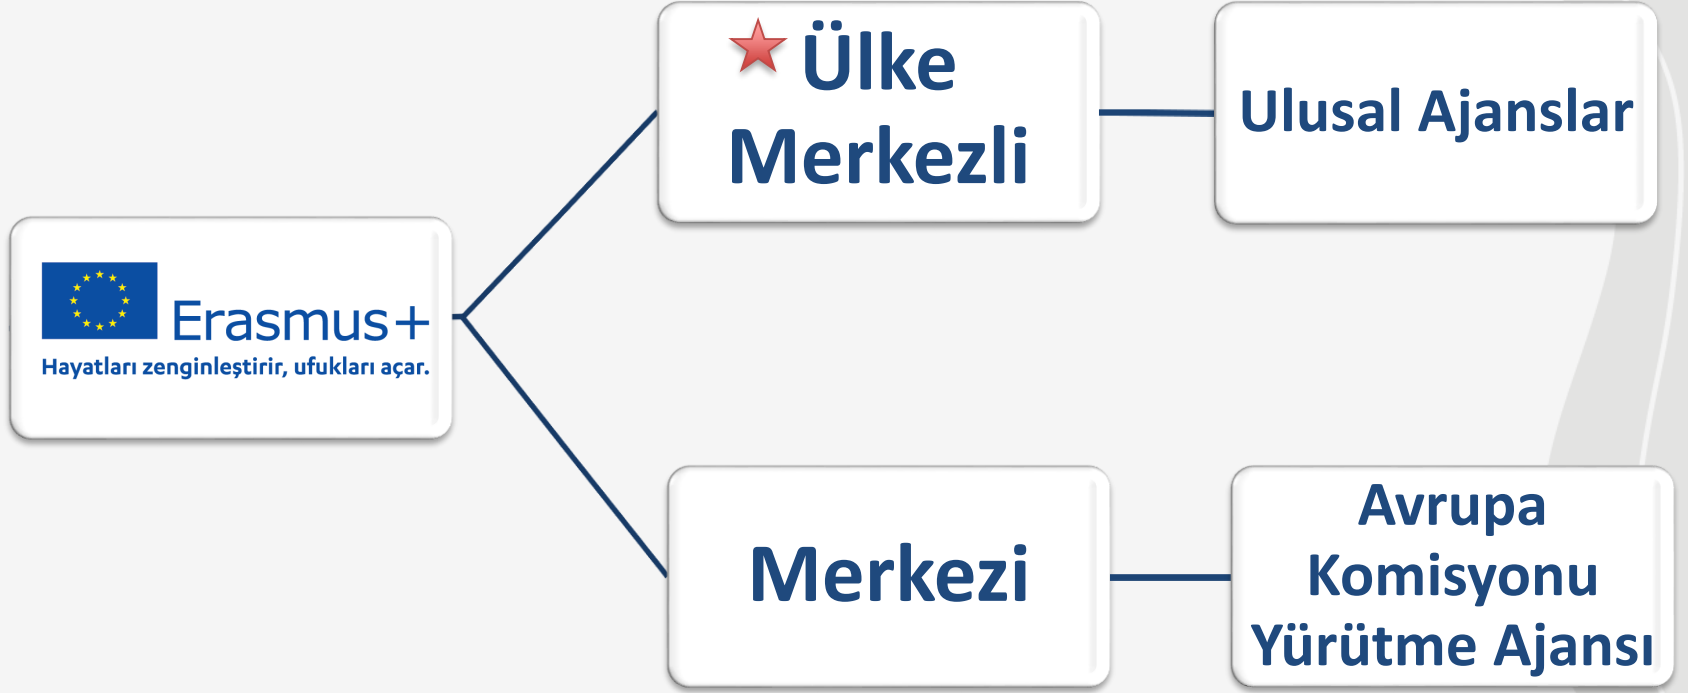 Erasmus+
Hayatları zenginleştirir, ufukları açar.
Ülke
Merkezli
Ulusal Ajanslar
Merkezi
Avrupa
Komisyonu
Yürütme Ajansı